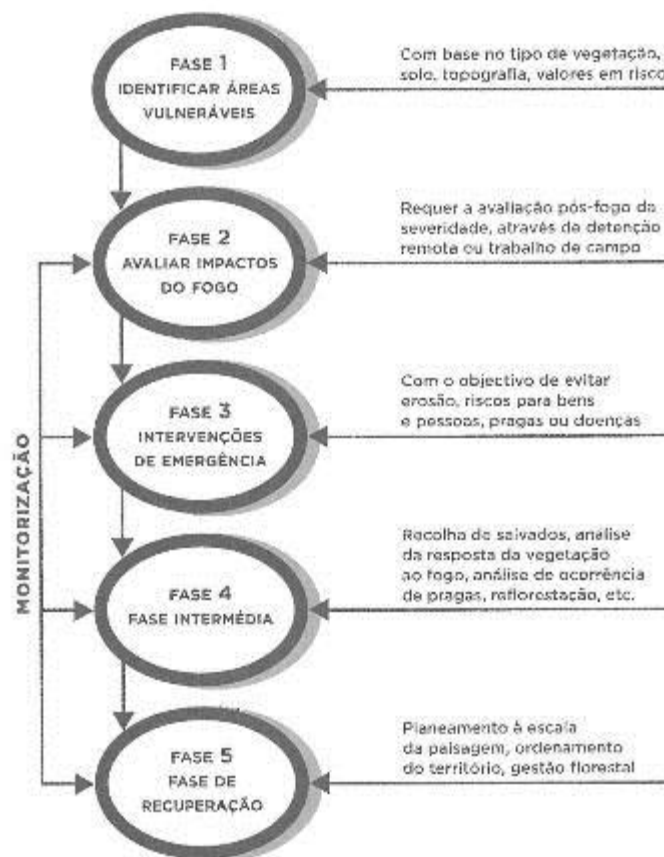 FASE 1
IDENTIFICAR ÁREAS
VULNERÁVEIS
Com base no tipo de vegetação,
solo, topografia, valores em risco
FASE 2
AVALIAR IMPACTOS
DO FOGO
Requer a avaliação pós-fogo da
severidade, através de detenção
remota ou trabalho de campo
FASE 3
INTERVENÇÕES
DE EMERGÊNCIA
Com o objectivo de evitar
erosão, riscos para bens
e pessoas, pragas ou doenças
MONITORIZAÇÃO
FASE 4
FASE INTERMÉDIA
Recolha de salvados, análise
da resposta da vegetação
ao fogo, análise de ocorrência
de pragas, reflorestação, etc.
FASE 5
FASE DE
RECUPERAÇÃO
Planeamento à escala
da paisagem, ordenamento
do território, gestão florestal